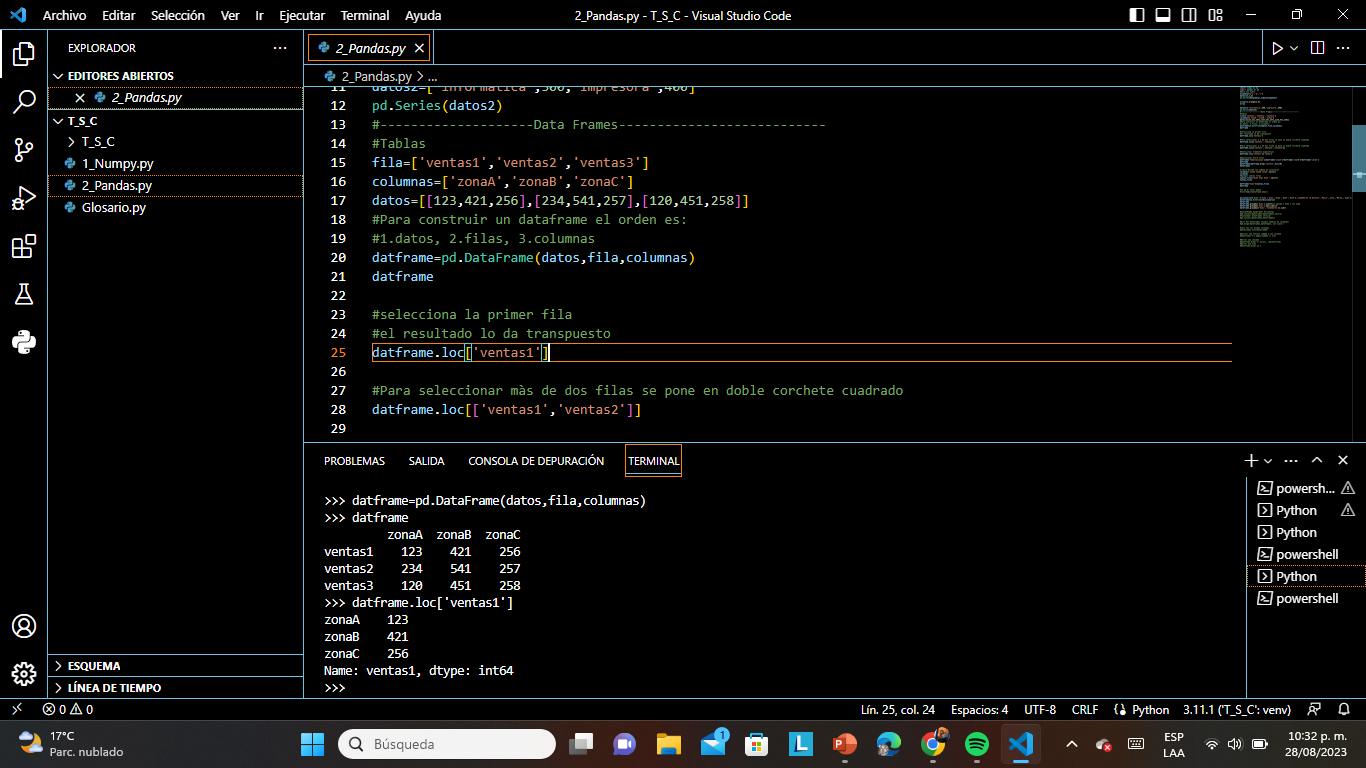 Archivo Editar Selección Ver Ir Ejecutar Terminal Ayuda
2_Pandas.py - T_S_C - Visual Studio Code
EXPLORADOR
EDITORES ABIERTOS
2_Pandas.py
T_S_C
T_S_C
1_Numpy.py
2_Pandas.py
Glosario.py
ESQUEMA
LÍNEA DE TIEMPO
2_Pandas.py
2_Pandas.py > ...
11 datos2=['informatica',500,'impresora',400]
12 pd.Series(datos2)
13 #--------------------Data Frames---------------------------
14 #Tablas
15 fila=['ventas1','ventas2','ventas3']
16 columnas=['zonaA','zonaB','zonaC']
17 datos=[[123,421,256],[234,541,257],[120,451,258]]
18 #Para construir un dataframe el orden es:
19 #1.datos, 2.filas, 3.columnas
20 datframe=pd.DataFrame(datos,fila,columnas)
21 datframe
22
23 #selecciona la primer fila
24 #el resultado lo da transpuesto
25 datframe.loc['ventas1']
26
27 #Para seleccionar màs de dos filas se pone en doble corchete cuadrado
28 datframe.loc[['ventas1','ventas2']]
29
PROBLEMAS SALIDA CONSOLA DE DEPURACIÓN TERMINAL
>>> datframe=pd.DataFrame(datos,fila,columnas)
>>> datframe
zonaA zonaB zonaC
ventas1 123 421 256
ventas2 234 541 257
ventas3 120 451 258
>>> datframe.loc['ventas1']
zonaA 123
zonaB 421
zonaC 256
Name: ventas1, dtype: int64
>>>
powersh...
Python
Python
powershell
Python
powershell
0 0
Lín. 25, col. 24 Espacios: 4 UTF-8 CRLF Python 3.11.1 ('T_S_C': venv)
17°C
Parc. nublado
Búsqueda
1
L
P
ESP
LAA
10:32 p. m.
28/08/2023